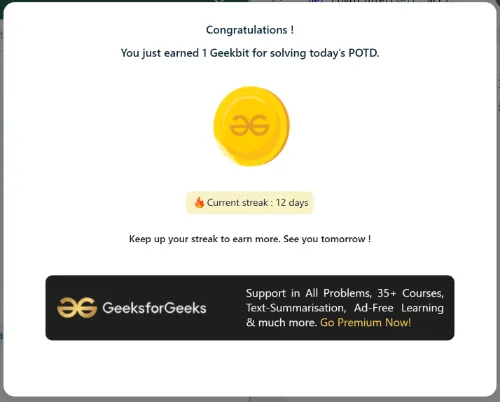 Congratulations !
You just earned 1 Geekbit for solving today's POTD.
Current streak : 12 days
Keep up your streak to earn more. See you tomorrow !
GeeksforGeeks
Support in All Problems, 35+ Courses,
Text-Summarisation, Ad-Free Learning
& much more. Go Premium Now!